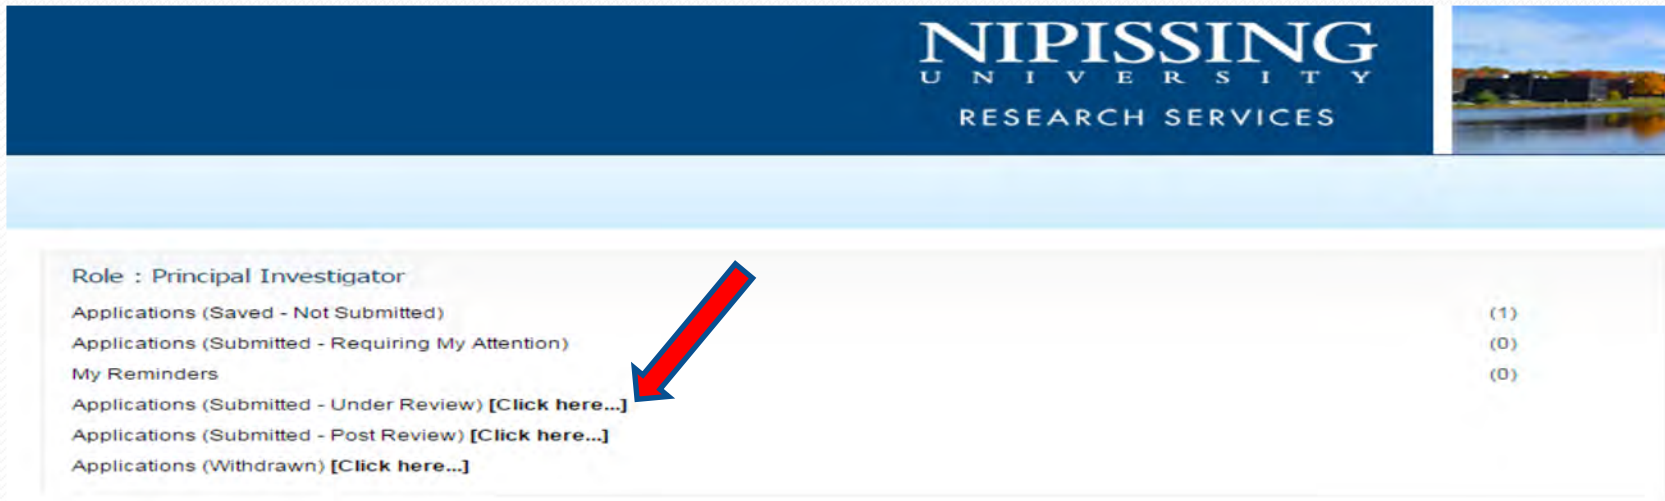 NIPISSING
UNIVERSITY
RESEARCH SERVICES
Role : Principal Investigator
Applications (Saved - Not Submitted) (1)
Applications (Submitted - Requiring My Attention) (0)
My Reminders (0)
Applications (Submitted - Under Review) [Click here...]
Applications (Submitted - Post Review) [Click here...]
Applications (Withdrawn) [Click here...]